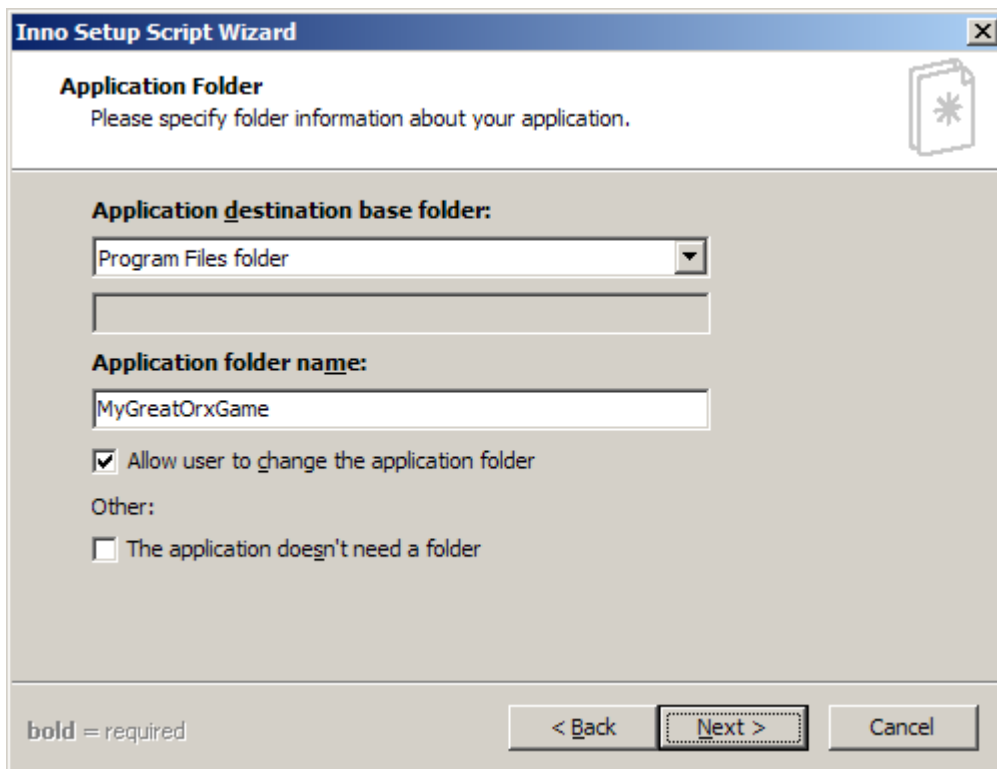 Inno Setup Script Wizard
Application Folder
Please specify folder information about your application.
Application destination base folder:
Program Files folder
Application folder name:
MyGreatOrxGame
Allow user to change the application folder
Other:
The application doesn't need a folder
bold = required
< Back
Next >
Cancel